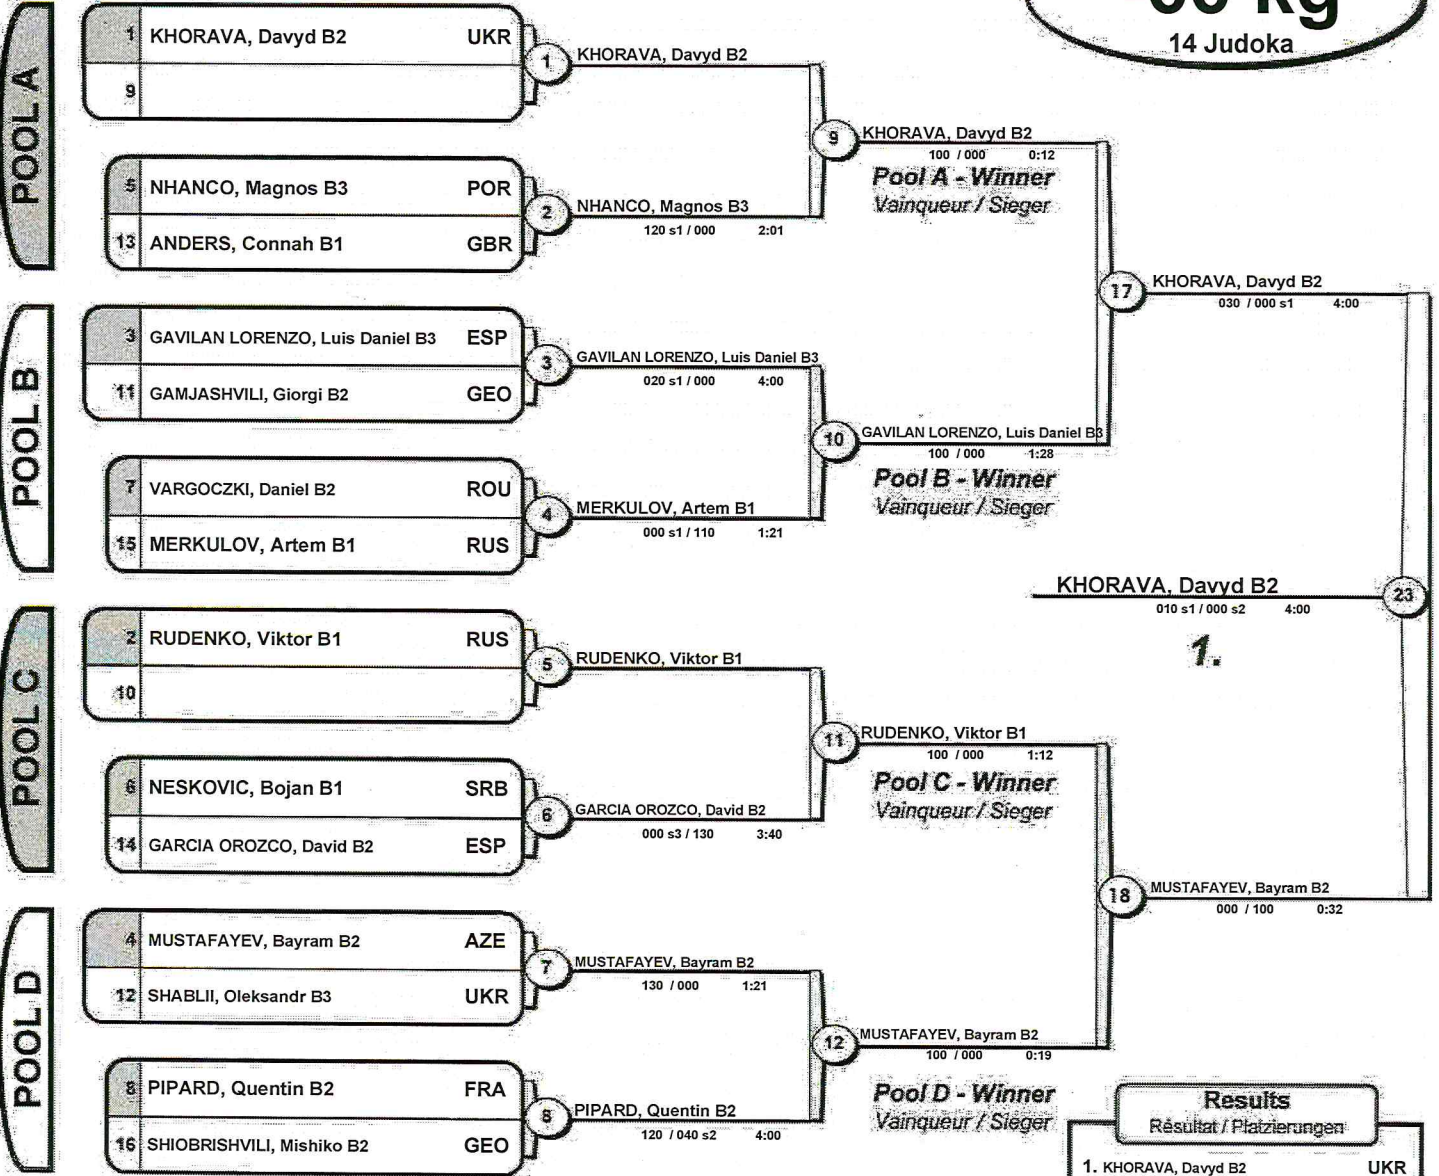 POOL A
1 KHORAVA, Davyd B2 UKR
9
1
KHORAVA, Davyd B2
5 NHANCO, Magnos B3 POR
13 ANDERS, Connah B1 GBR
2
NHANCO, Magnos B3
120 s1 / 000 2:01
9
KHORAVA, Davyd B2
100 / 000 0:12
Pool A - Winner
Vainqueur / Sieger
kg
14 Judoka
POOL B
3 GAVILAN LORENZO, Luis Daniel B3 ESP
11 GAMJASHVILI, Giorgi B2 GEO
3
GAVILAN LORENZO, Luis Daniel B3
020 s1 / 000 4:00
7 VARGOCZKI, Daniel B2 ROU
15 MERKULOV, Artem B1 RUS
4
MERKULOV, Artem B1
000 s1 / 110 1:21
10
GAVILAN LORENZO, Luis Daniel B3
100 / 000 1:28
Pool B - Winner
Vainqueur / Sieger
17
KHORAVA, Davyd B2
030 / 000 s1 4:00
KHORAVA, Davyd B2
010 s1 / 000 s2 4:00
23
1.
POOL C
2 RUDENKO, Viktor B1 RUS
10
5
RUDENKO, Viktor B1
6 NESKOVIC, Bojan B1 SRB
14 GARCIA OROZCO, David B2 ESP
6
GARCIA OROZCO, David B2
000 s3 / 130 3:40
11
RUDENKO, Viktor B1
100 / 000 1:12
Pool C - Winner
Vainqueur / Sieger
18
MUSTAFAYEV, Bayram B2
000 / 100 0:32
POOL D
4 MUSTAFAYEV, Bayram B2 AZE
12 SHABLII, Oleksandr B3 UKR
7
MUSTAFAYEV, Bayram B2
130 / 000 1:21
8 PIPARD, Quentin B2 FRA
16 SHIOBRISHVILI, Mishiko B2 GEO
8
PIPARD, Quentin B2
120 / 040 s2 4:00
12
MUSTAFAYEV, Bayram B2
100 / 000 0:19
Pool D - Winner
Vainqueur / Sieger
Results
Résultat / Platzierungen
1. KHORAVA, Davyd B2 UKR